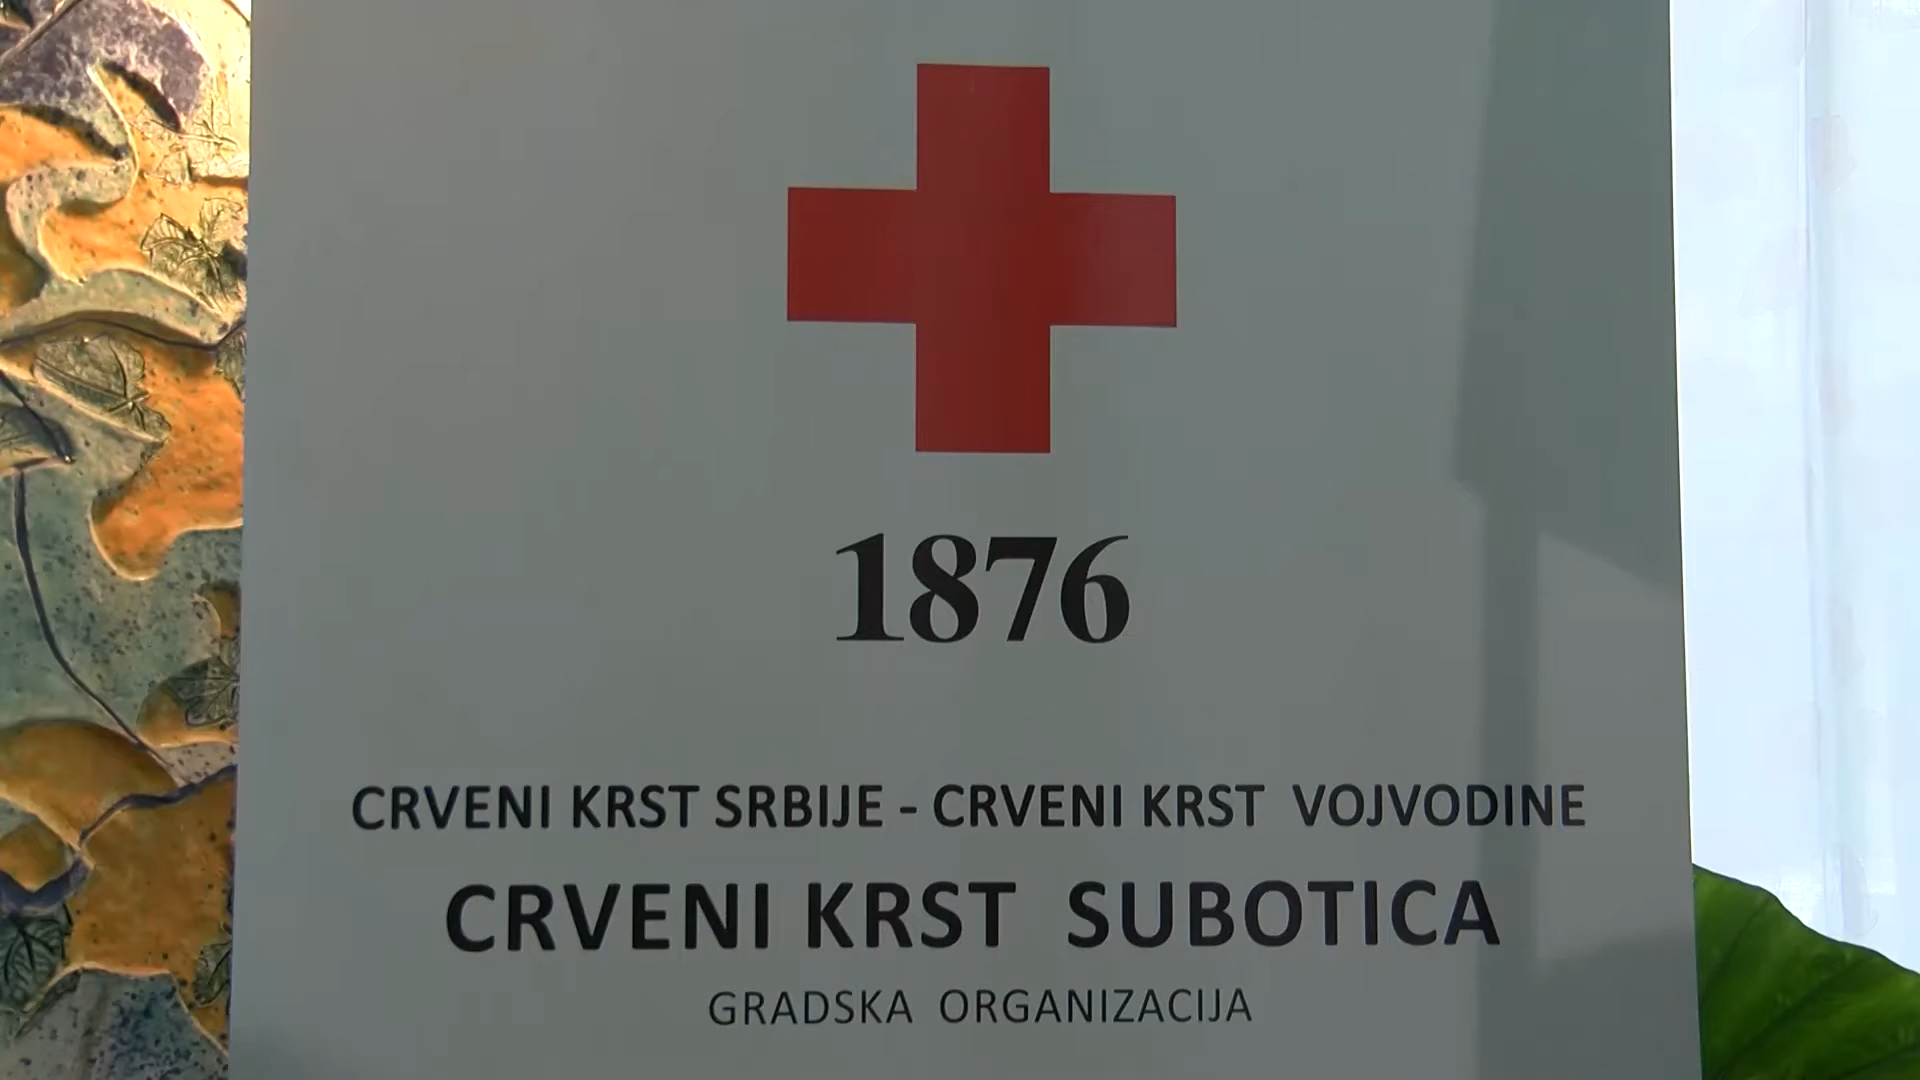 1876
CRVENI KRST SRBIJE - CRVENI KRST VOJVODINE
CRVENI KRST SUBOTICA
GRADSKA ORGANIZACIJA